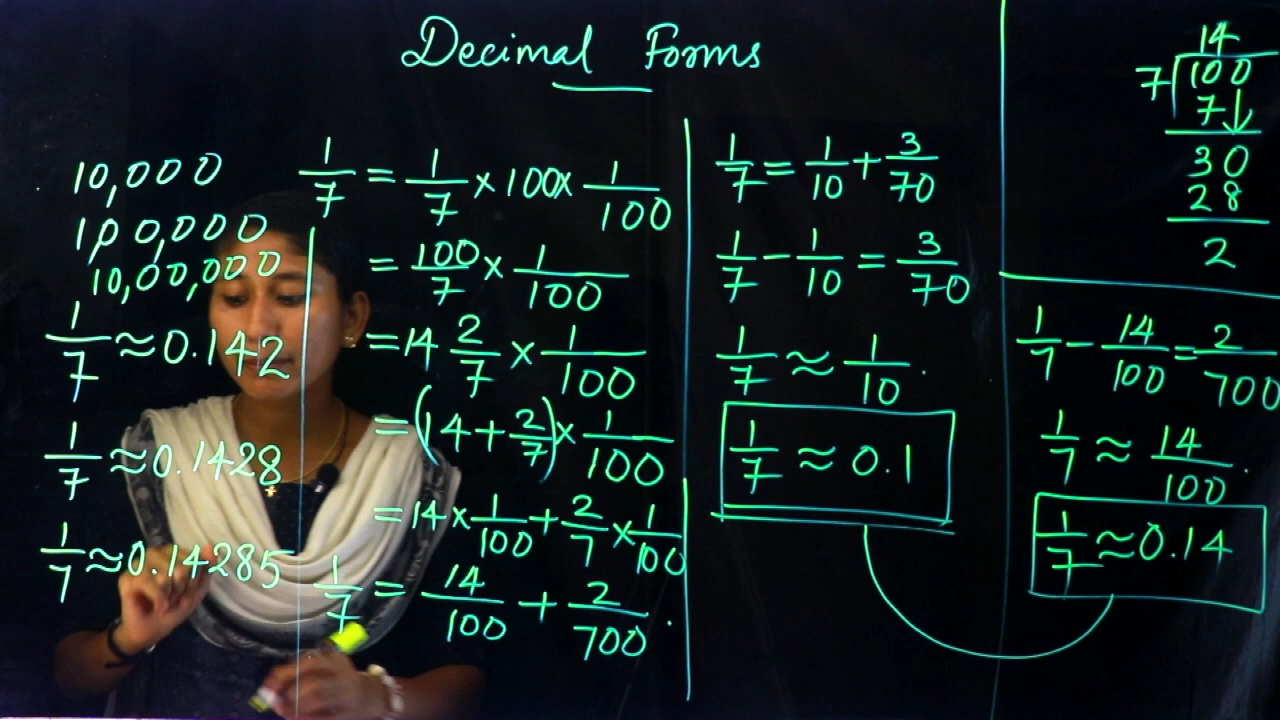 Decimal Forms
10,000
100,000
10,00,000
1/7 ≈ 0.142
1/7 ≈ 0.1428
1/7 ≈ 0.14285
1/7 = 1/7 × 100 × 1/100
= 100/7 × 1/100
= 14 2/7 × 1/100
= (14 + 2/7) × 1/100
= 14 × 1/100 + 2/7 × 1/100
1/7 = 14/100 + 2/700.
1/7 = 1/10 + 3/70
1/7 - 1/10 = 3/70
1/7 ≈ 1/10.
1/7 ≈ 0.1
14
7 100
7
30
28
2
1/7 - 14/100 = 2/700
1/7 ≈ 14/100.
1/7 ≈ 0.14